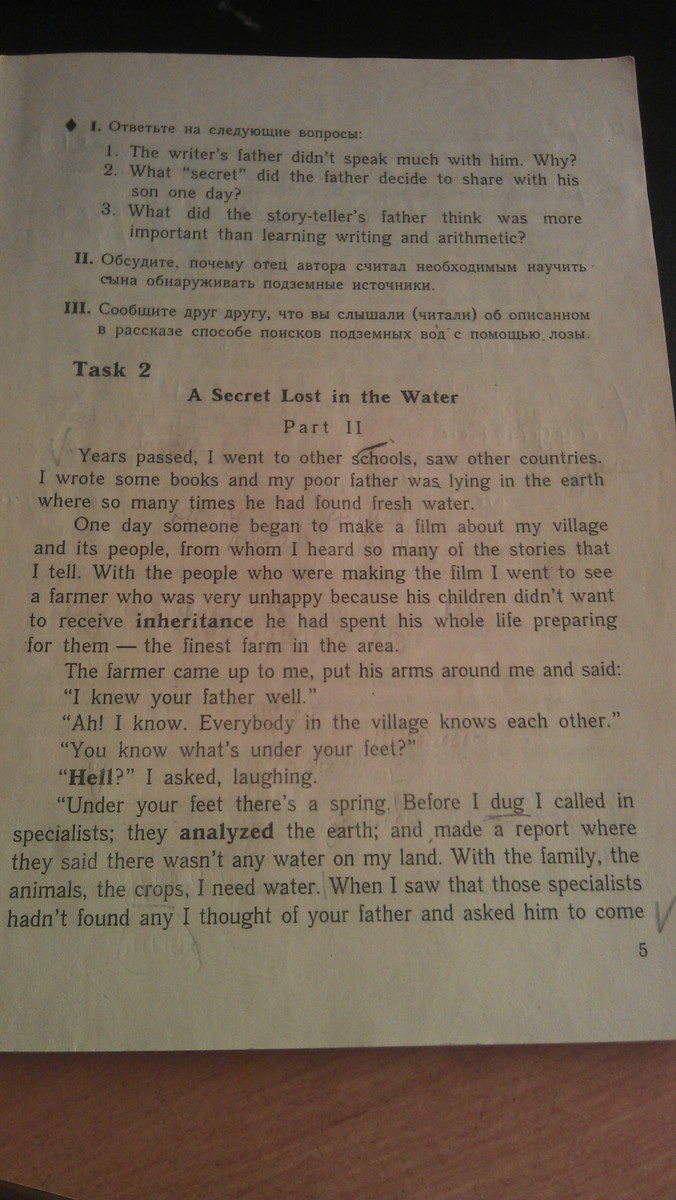 ♦ I. Ответьте на следующие вопросы:
1. The writer's father didn't speak much with him. Why?
2. What “secret” did the father decide to share with his
son one day?
3. What did the story-teller's father think was more
important than learning writing and arithmetic?
II. Обсудите, почему отец автора считал необходимым научить
сына обнаруживать подземные источники.
III. Сообщите друг другу, что вы слышали (читали) об описанном
в рассказе способе поисков подземных вод с помощью лозы.
Task 2
A Secret Lost in the Water
Part II
Years passed, I went to other schools, saw other countries.
I wrote some books and my poor father was lying in the earth
where so many times he had found fresh water.
One day someone began to make a film about my village
and its people, from whom I heard so many of the stories that
I tell. With the people who were making the film I went to see
a farmer who was very unhappy because his children didn't want
to receive inheritance he had spent his whole life preparing
for them — the finest farm in the area.
The farmer came up to me, put his arms around me and said:
“I knew your father well.”
“Ah! I know. Everybody in the village knows each other.”
“You know what's under your feet?”
“Hell?” I asked, laughing.
“Under your feet there's a spring. Before I dug I called in
specialists; they analyzed the earth; and made a report where
they said there wasn't any water on my land. With the family, the
animals, the crops, I need water. When I saw that those specialists
hadn't found any I thought of your father and asked him to come
5